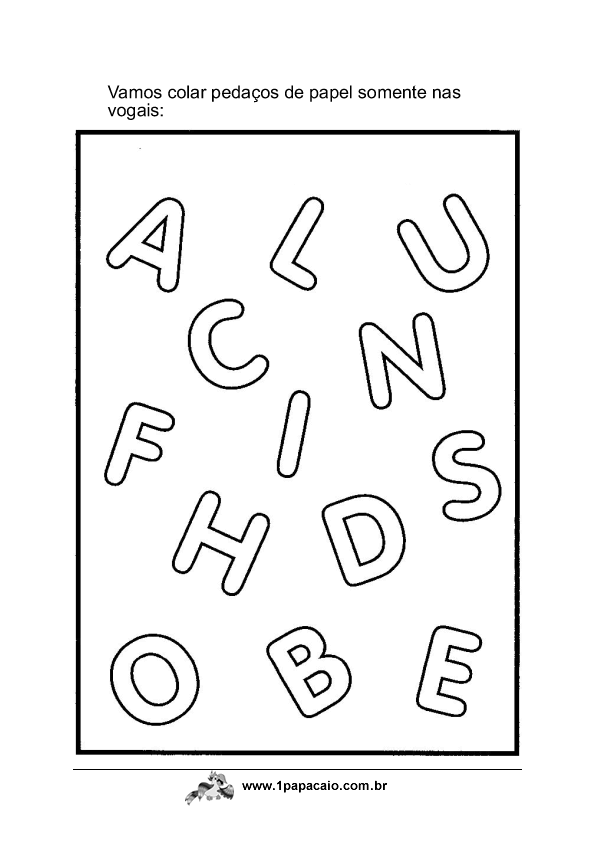 Vamos colar pedaços de papel somente nas
vogais:
A L U
C N
F I S
H D
O B E
www.1papacaio.com.br